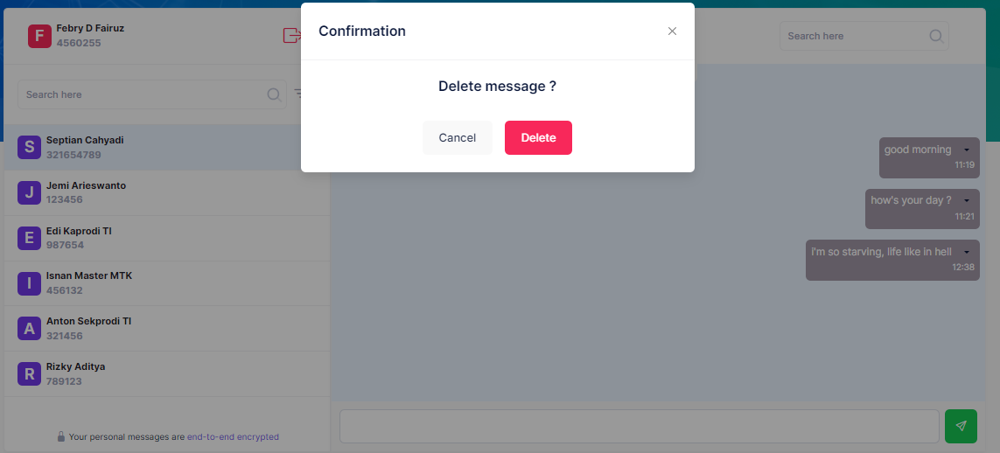 F
Febry D Fairuz
4560255
Search here
S
Septian Cahyadi
321654789
J
Jemi Arieswanto
123456
E
Edi Kaprodi TI
987654
I
Isnan Master MTK
456132
A
Anton Sekprodi TI
321456
R
Rizky Aditya
789123
Your personal messages are end-to-end encrypted
Confirmation
Delete message ?
Cancel
Delete
Search here
good morning
11:19
how's your day ?
11:21
i'm so starving, life like in hell
12:38